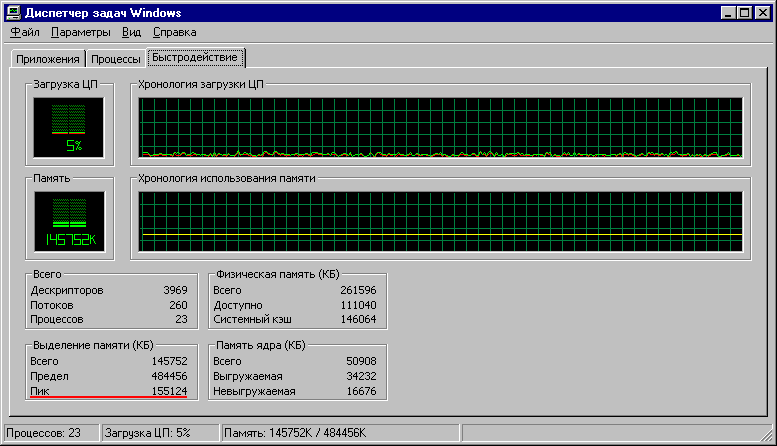 Диспетчер задач Windows
Файл Параметры Вид Справка
Приложения Процессы Быстродействие
Загрузка ЦП Хронология загрузки ЦП
5%
Память Хронология использования памяти
145752K
Всего Физическая память (КБ)
Дескрипторов 3969 Всего 261596
Потоков 260 Доступно 111040
Процессов 23 Системный кэш 146064
Выделение памяти (КБ) Память ядра (КБ)
Всего 145752 Всего 50908
Предел 484456 Выгружаемая 34232
Пик 155124 Невыгружаемая 16676
Процессов: 23 Загрузка ЦП: 5% Память: 145752K / 484456K